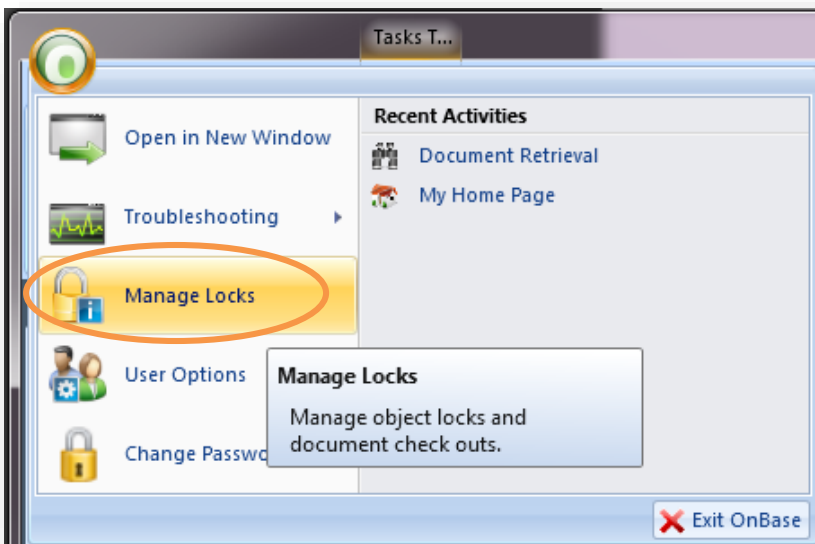 Tasks T...
Open in New Window
Troubleshooting
Manage Locks
User Options
Change Passwo
Recent Activities
Document Retrieval
My Home Page
Manage Locks
Manage object locks and
document check outs.
Exit OnBase